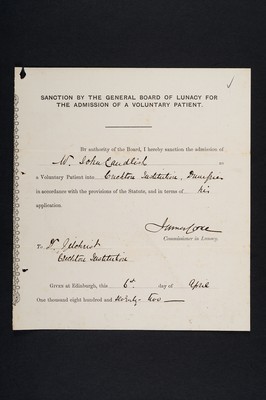 SANCTION BY THE GENERAL BOARD OF LUNACY FOR
THE ADMISSION OF A VOLUNTARY PATIENT.
By authority of the Board, I hereby sanction the admission of
Mr. John Candlish as
a Voluntary Patient into Crichton Institution, Dumfries
in accordance with the provisions of the Statute, and in terms of his
application.
James Coxe
Commissioner in Lunacy.
To Dr Gilchrist
Crichton Institution
GIVEN at Edinburgh, this 6th day of April
One thousand eight hundred and seventy two